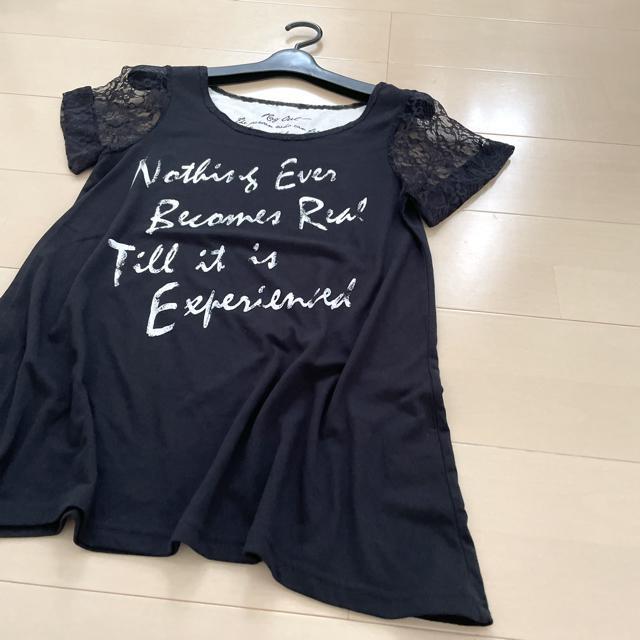 Nothing Ever
Becomes Real
Till it is
Experienced